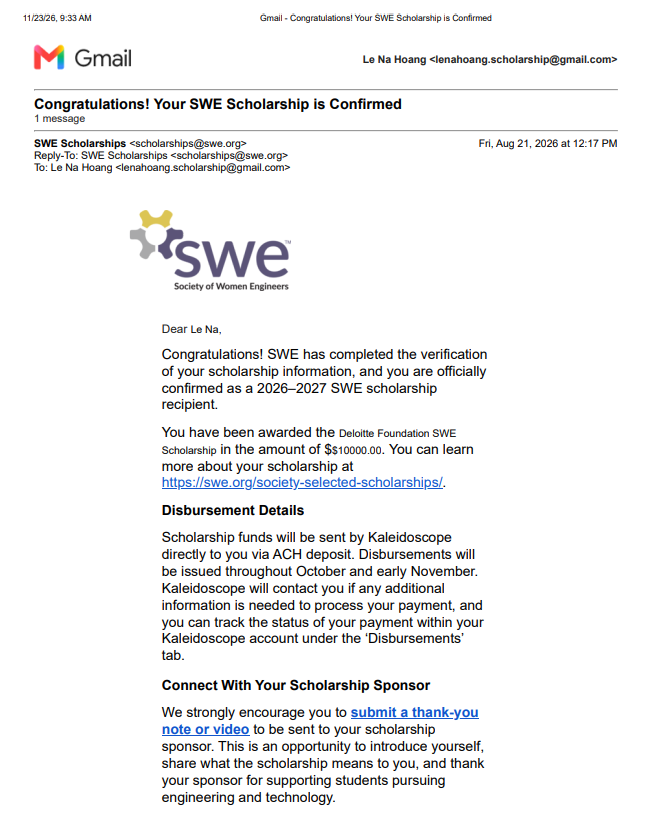 11/23/26, 9:33 AM
Gmail - Congratulations! Your SWE Scholarship is Confirmed
Gmail
Le Na Hoang <lenahoang.scholarship@gmail.com>
Congratulations! Your SWE Scholarship is Confirmed
1 message
SWE Scholarships <scholarships@swe.org>
Fri, Aug 21, 2026 at 12:17 PM
Reply-To: SWE Scholarships <scholarships@swe.org>
To: Le Na Hoang <lenahoang.scholarship@gmail.com>
swe™
Society of Women Engineers
Dear Le Na,
Congratulations! SWE has completed the verification
of your scholarship information, and you are officially
confirmed as a 2026–2027 SWE scholarship
recipient.
You have been awarded the Deloitte Foundation SWE
Scholarship in the amount of $$10000.00. You can learn
more about your scholarship at
https://swe.org/society-selected-scholarships/.
Disbursement Details
Scholarship funds will be sent by Kaleidoscope
directly to you via ACH deposit. Disbursements will
be issued throughout October and early November.
Kaleidoscope will contact you if any additional
information is needed to process your payment, and
you can track the status of your payment within your
Kaleidoscope account under the ‘Disbursements’
tab.
Connect With Your Scholarship Sponsor
We strongly encourage you to submit a thank-you
note or video to be sent to your scholarship
sponsor. This is an opportunity to introduce yourself,
share what the scholarship means to you, and thank
your sponsor for supporting students pursuing
engineering and technology.